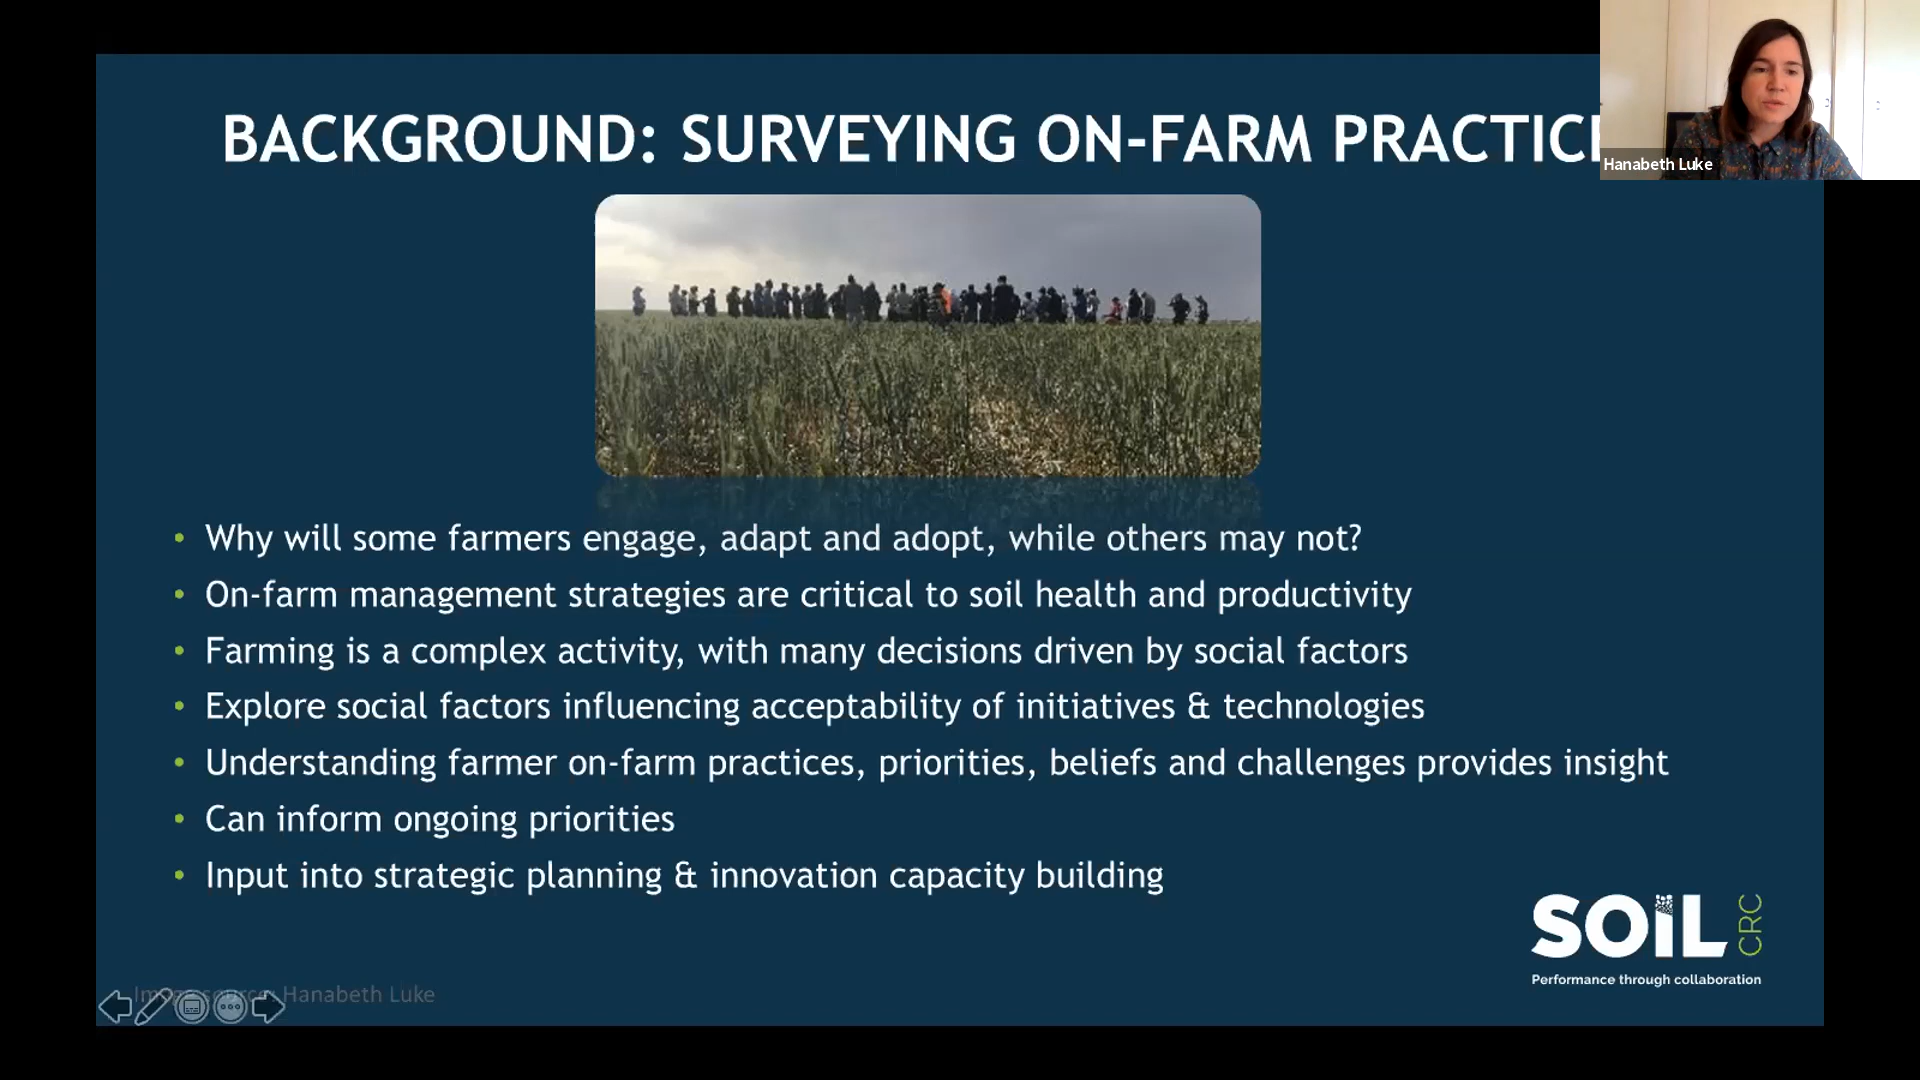 BACKGROUND: SURVEYING ON-FARM
Hanabeth Luke
• Why will some farmers engage, adapt and adopt, while others may not?
• On-farm management strategies are critical to soil health and productivity
• Farming is a complex activity, with many decisions driven by social factors
• Explore social factors influencing acceptability of initiatives & technologies
• Understanding farmer on-farm practices, priorities, beliefs and challenges provides insight
• Can inform ongoing priorities
• Input into strategic planning & innovation capacity building
SOIL CRC
Performance through collaboration
Image source: Hanabeth Luke